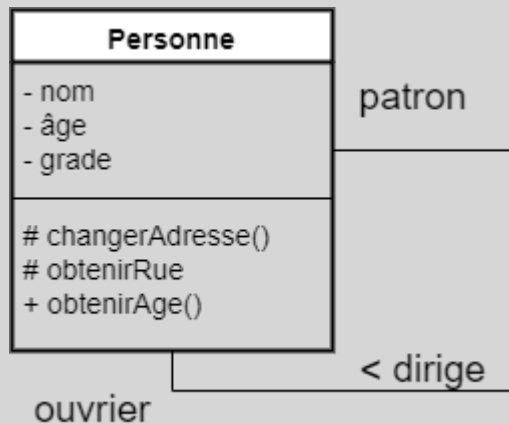 Personne
- nom
- âge
- grade
patron
# changerAdresse()
# obtenirRue
+ obtenirAge()
< dirige
ouvrier